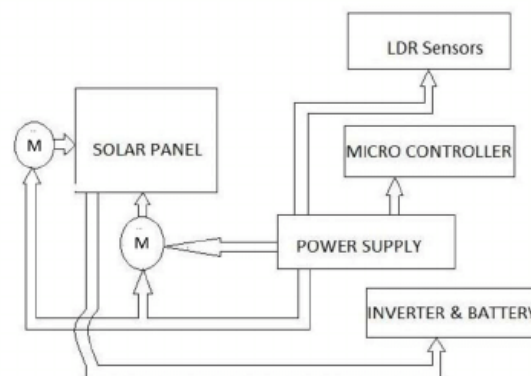 LDR Sensors
SOLAR PANEL
M
MICRO CONTROLLER
M
POWER SUPPLY
INVERTER & BATTERY